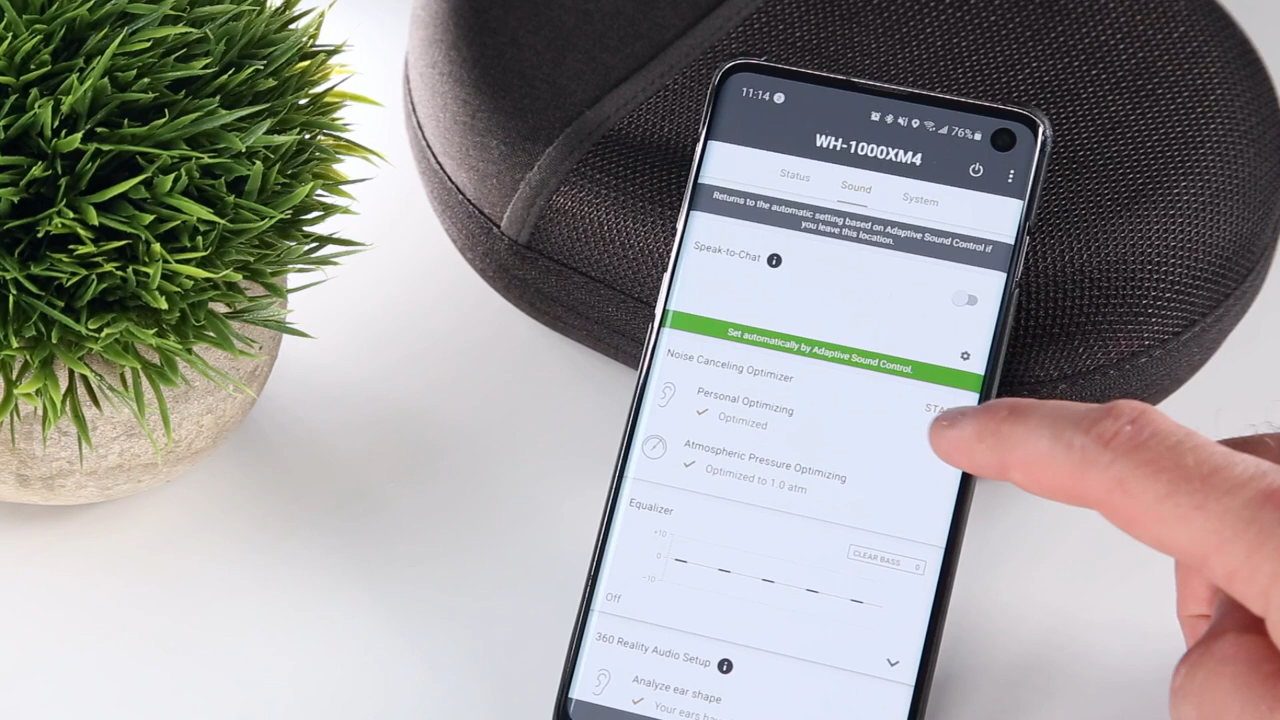 11:14 2
76%
WH-1000XM4
Status Sound System
Returns to the automatic setting based on Adaptive Sound Control if
you leave this location.
Speak-to-Chat
Set automatically by Adaptive Sound Control.
Noise Canceling Optimizer
Personal Optimizing
Optimized
Atmospheric Pressure Optimizing
Optimized to 1.0 atm
Equalizer
+10
CLEAR BASS 0
0
-10
Off
360 Reality Audio Setup
Analyze ear shape
Your ears